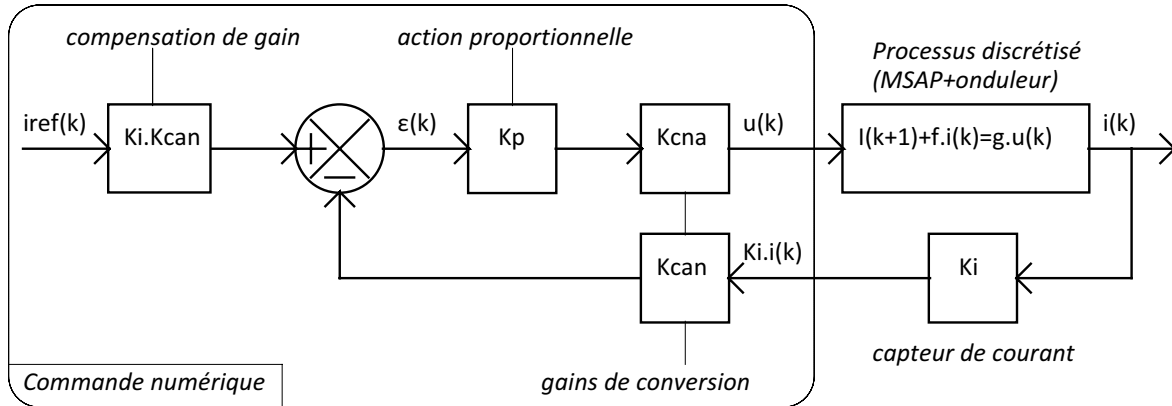 compensation de gain
action proportionnelle
Processus discrétisé
(MSAP+onduleur)
iref(k)
Ki.Kcan
+
−
ε(k)
Kp
Kcna
u(k)
I(k+1)+f.i(k)=g.u(k)
i(k)
Kcan
Ki.i(k)
Ki
capteur de courant
Commande numérique
gains de conversion